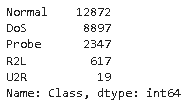 Normal    12872
DoS        8897
Probe      2347
R2L         617
U2R          19
Name: Class, dtype: int64